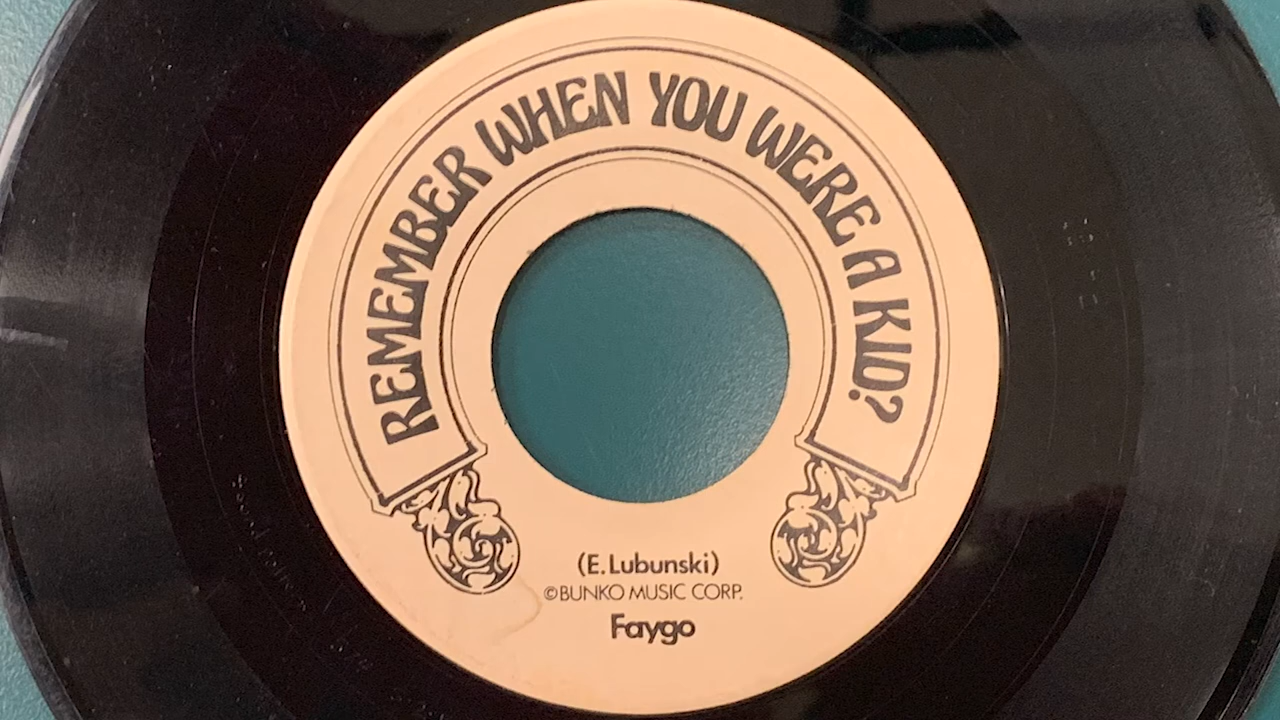 REMEMBER WHEN YOU WERE A KID?
(E. Lubunski)
©BUNKO MUSIC CORP.
Faygo